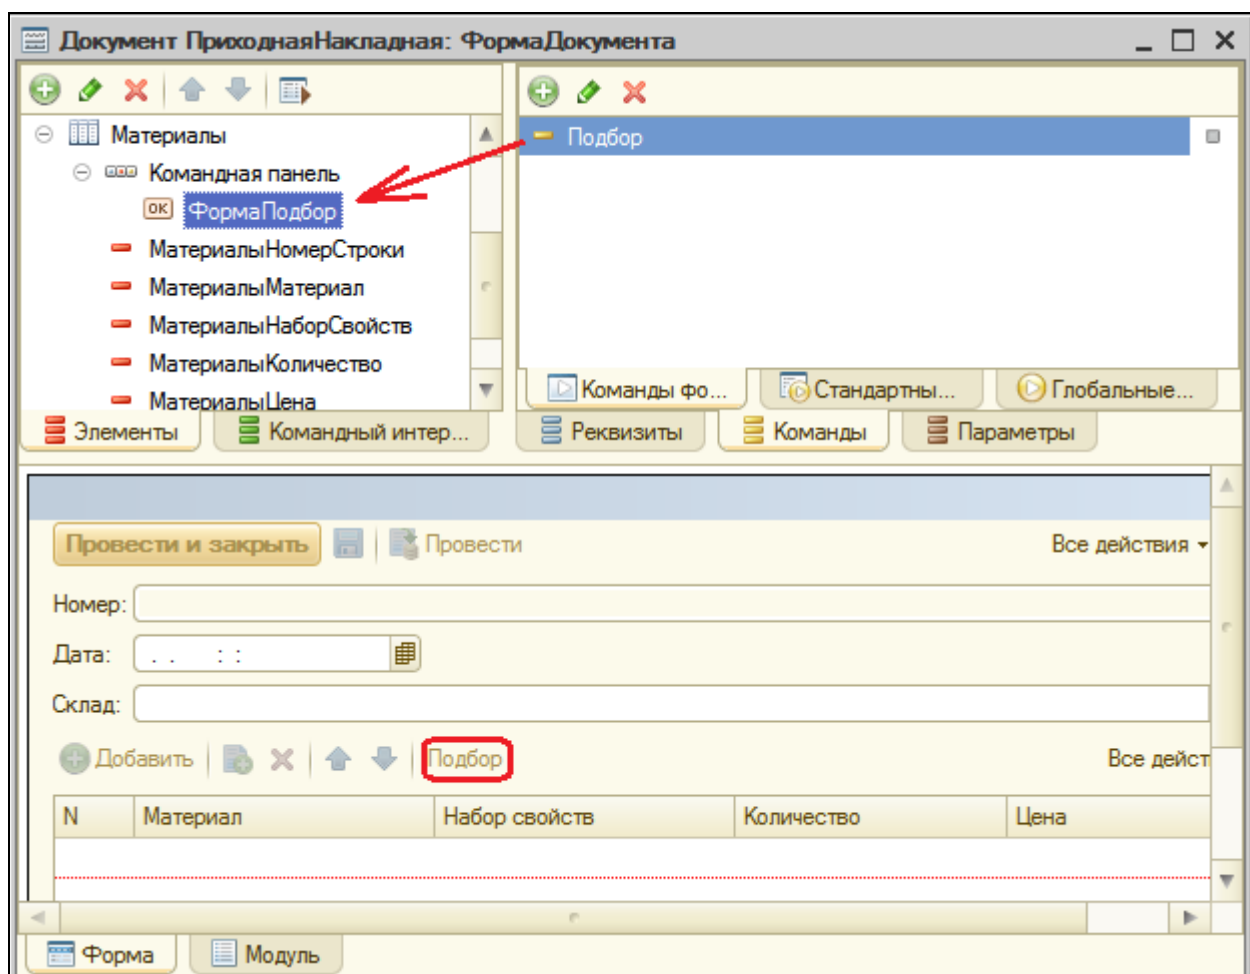 Документ ПриходнаяНакладная: ФормаДокумента
Материалы
Командная панель
OK ФормаПодбор
МатериалыНомерСтроки
МатериалыМатериал
МатериалыНаборСвойств
МатериалыКоличество
МатериалыЦена
Элементы Командный интер...
Подбор
Команды фо... Стандартны... Глобальные...
Реквизиты Команды Параметры
Провести и закрыть Провести Все действия
Номер:
Дата: . . : :
Склад:
Добавить Подбор Все дейст
N Материал Набор свойств Количество Цена
Форма Модуль